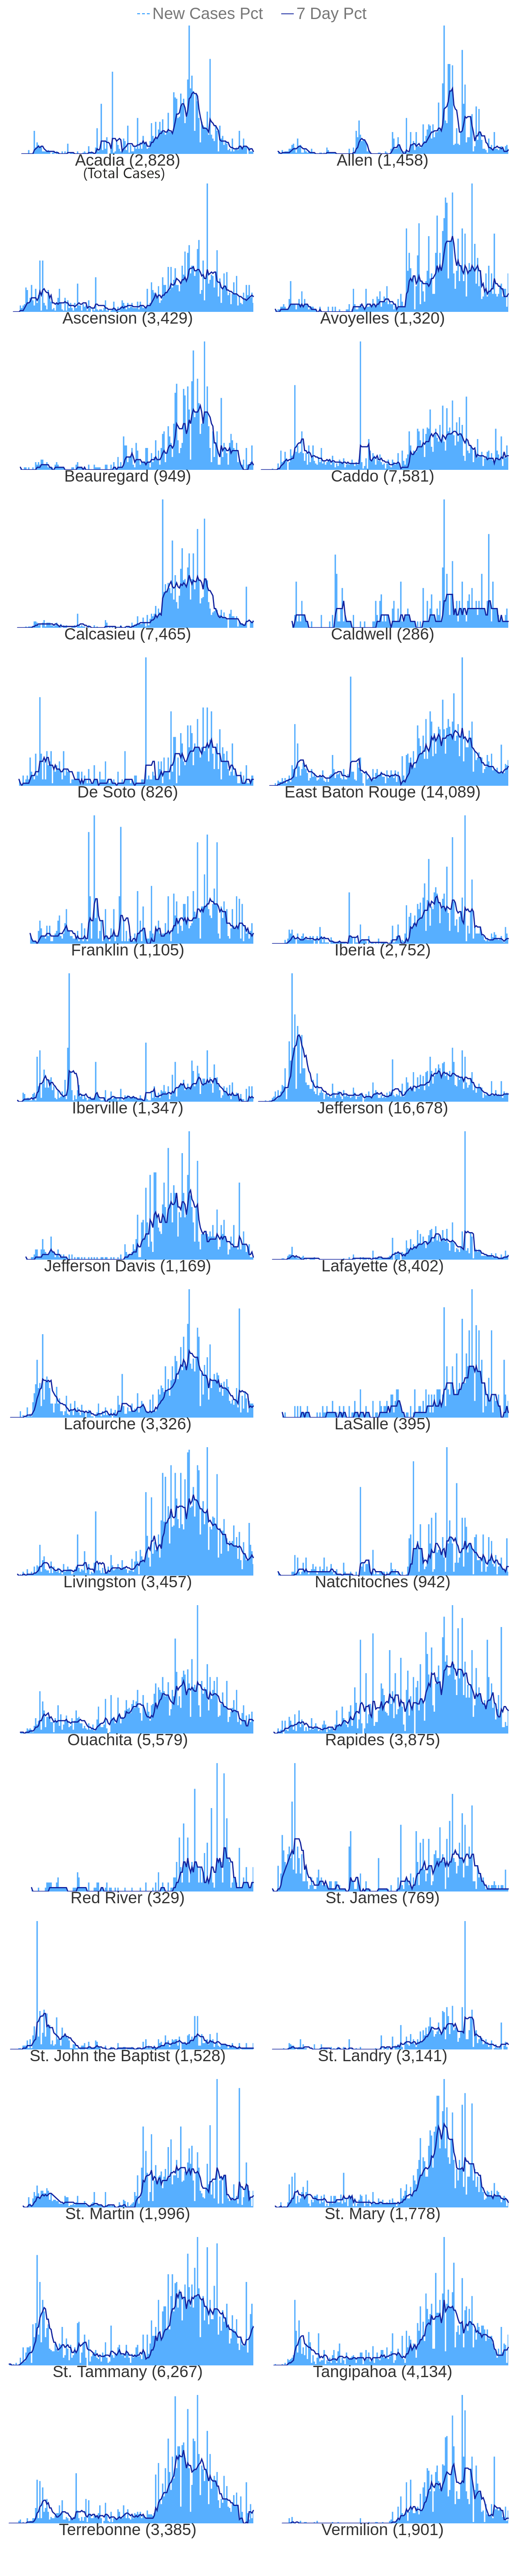 New Cases Pct 7 Day Pct
Acadia (2,828) Allen (1,458)
(Total Cases)
Ascension (3,429) Avoyelles (1,320)
Beauregard (949) Caddo (7,581)
Calcasieu (7,465) Caldwell (286)
De Soto (826) East Baton Rouge (14,089)
Franklin (1,105) Iberia (2,752)
Iberville (1,347) Jefferson (16,678)
Jefferson Davis (1,169) Lafayette (8,402)
Lafourche (3,326) LaSalle (395)
Livingston (3,457) Natchitoches (942)
Ouachita (5,579) Rapides (3,875)
Red River (329) St. James (769)
St. John the Baptist (1,528) St. Landry (3,141)
St. Martin (1,996) St. Mary (1,778)
St. Tammany (6,267) Tangipahoa (4,134)
Terrebonne (3,385) Vermilion (1,901)